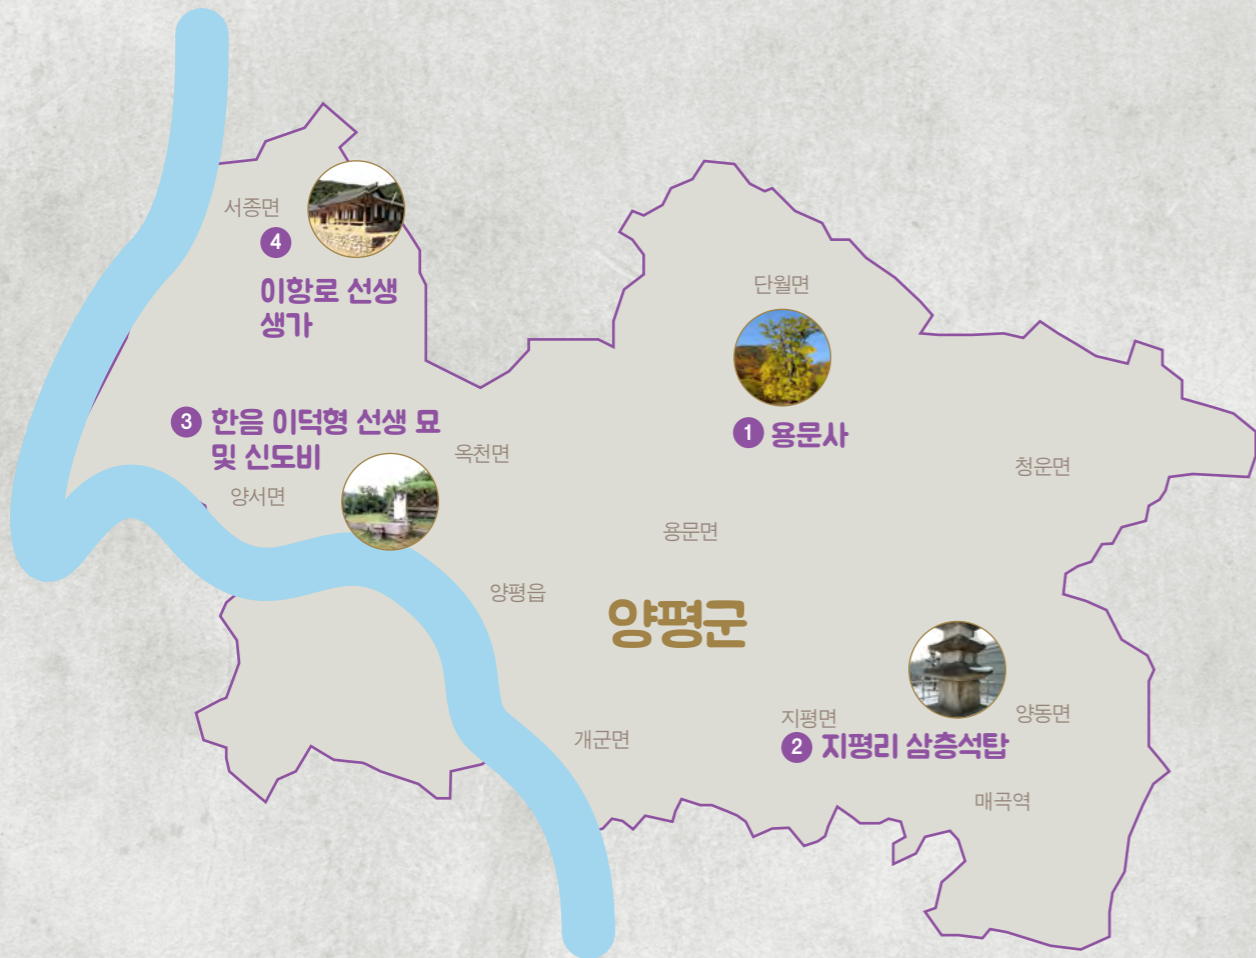 서종면
4
이항로 선생
생가
단월면
1 용문사
3 한음 이덕형 선생 묘
및 신도비
옥천면
청운면
양서면
용문면
양평읍
양평군
지평면
양동면
개군면
2 지평리 삼층석탑
매곡역